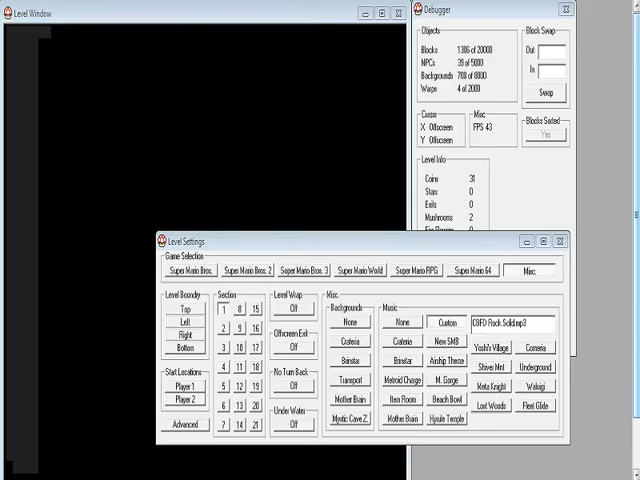 Level Window
Debugger
Objects
Blocks 1306 of 20000
NPCs 39 of 5000
Backgrounds 708 of 8000
Warps 4 of 2000
Block Swap
Out
In
Swap
Cursor
X Offscreen
Y Offscreen
Misc
FPS 43
Blocks Sorted
Yes
Level Info
Coins 31
Stars 0
Exits 0
Mushrooms 2
Level Settings
Game Selection
Super Mario Bros. Super Mario Bros. 2 Super Mario Bros. 3 Super Mario World Super Mario RPG Super Mario 64 Misc.
Level Boundry
Top
Left
Right
Bottom
Start Locations
Player 1
Player 2
Advanced
Section
1 8 15
2 9 16
3 10 17
4 11 18
5 12 19
6 13 20
7 14 21
Level Wrap
Off
Offscreen Exit
Off
No Turn Back
Off
Under Water
Off
Misc.
Backgrounds
None
Crateria
Brinstar
Transport
Mother Brain
Mystic Cave Z.
Music
None Custom CBFD Rock Solid.mp3
Crateria New SMB Yoshi's Village Corneria
Brinstar Airship Theme Shiver Mnt Underground
Metroid Charge M. Gorge Meta Knight Waluigi
Item Room Beach Bowl Lost Woods Fleet Glide
Mother Brain Hyrule Temple